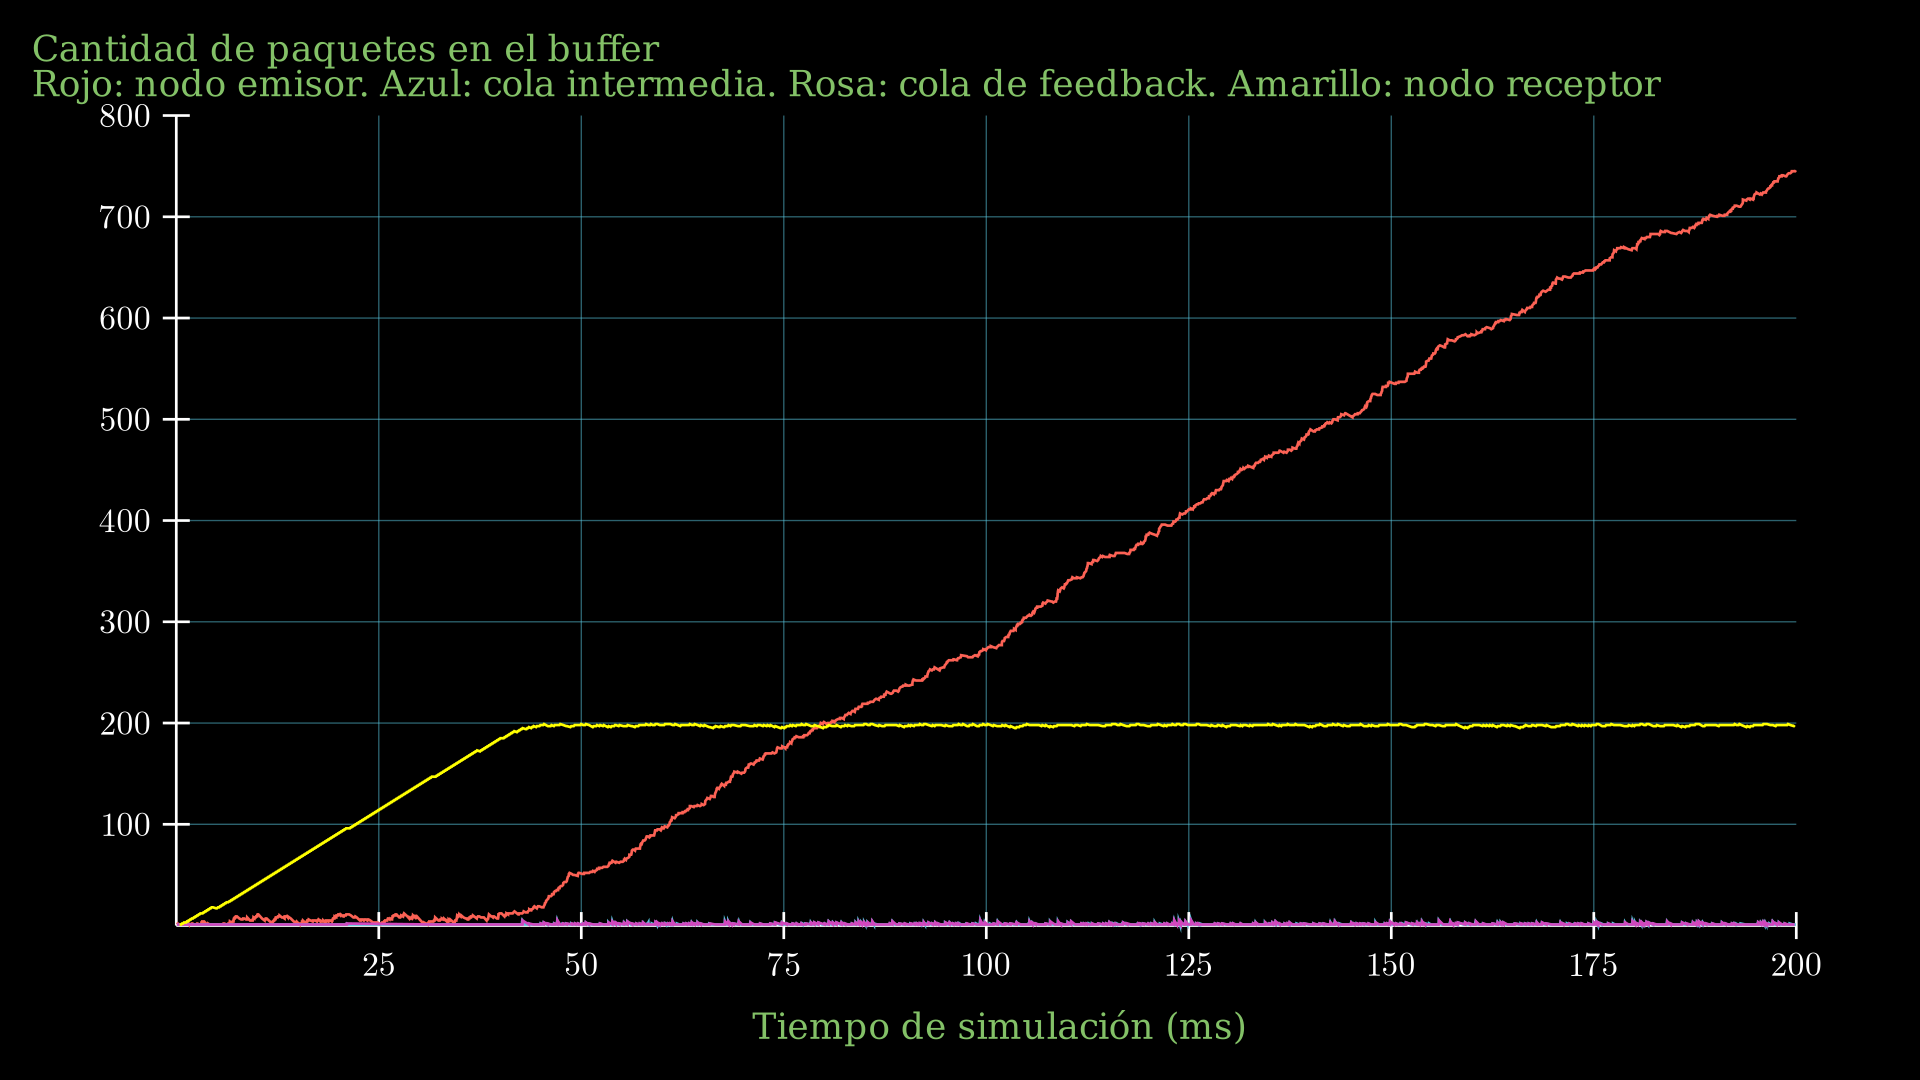 Cantidad de paquetes en el buffer
Rojo: nodo emisor. Azul: cola intermedia. Rosa: cola de feedback. Amarillo: nodo receptor
800
700
600
500
400
300
200
100
25 50 75 100 125 150 175 200
Tiempo de simulación (ms)